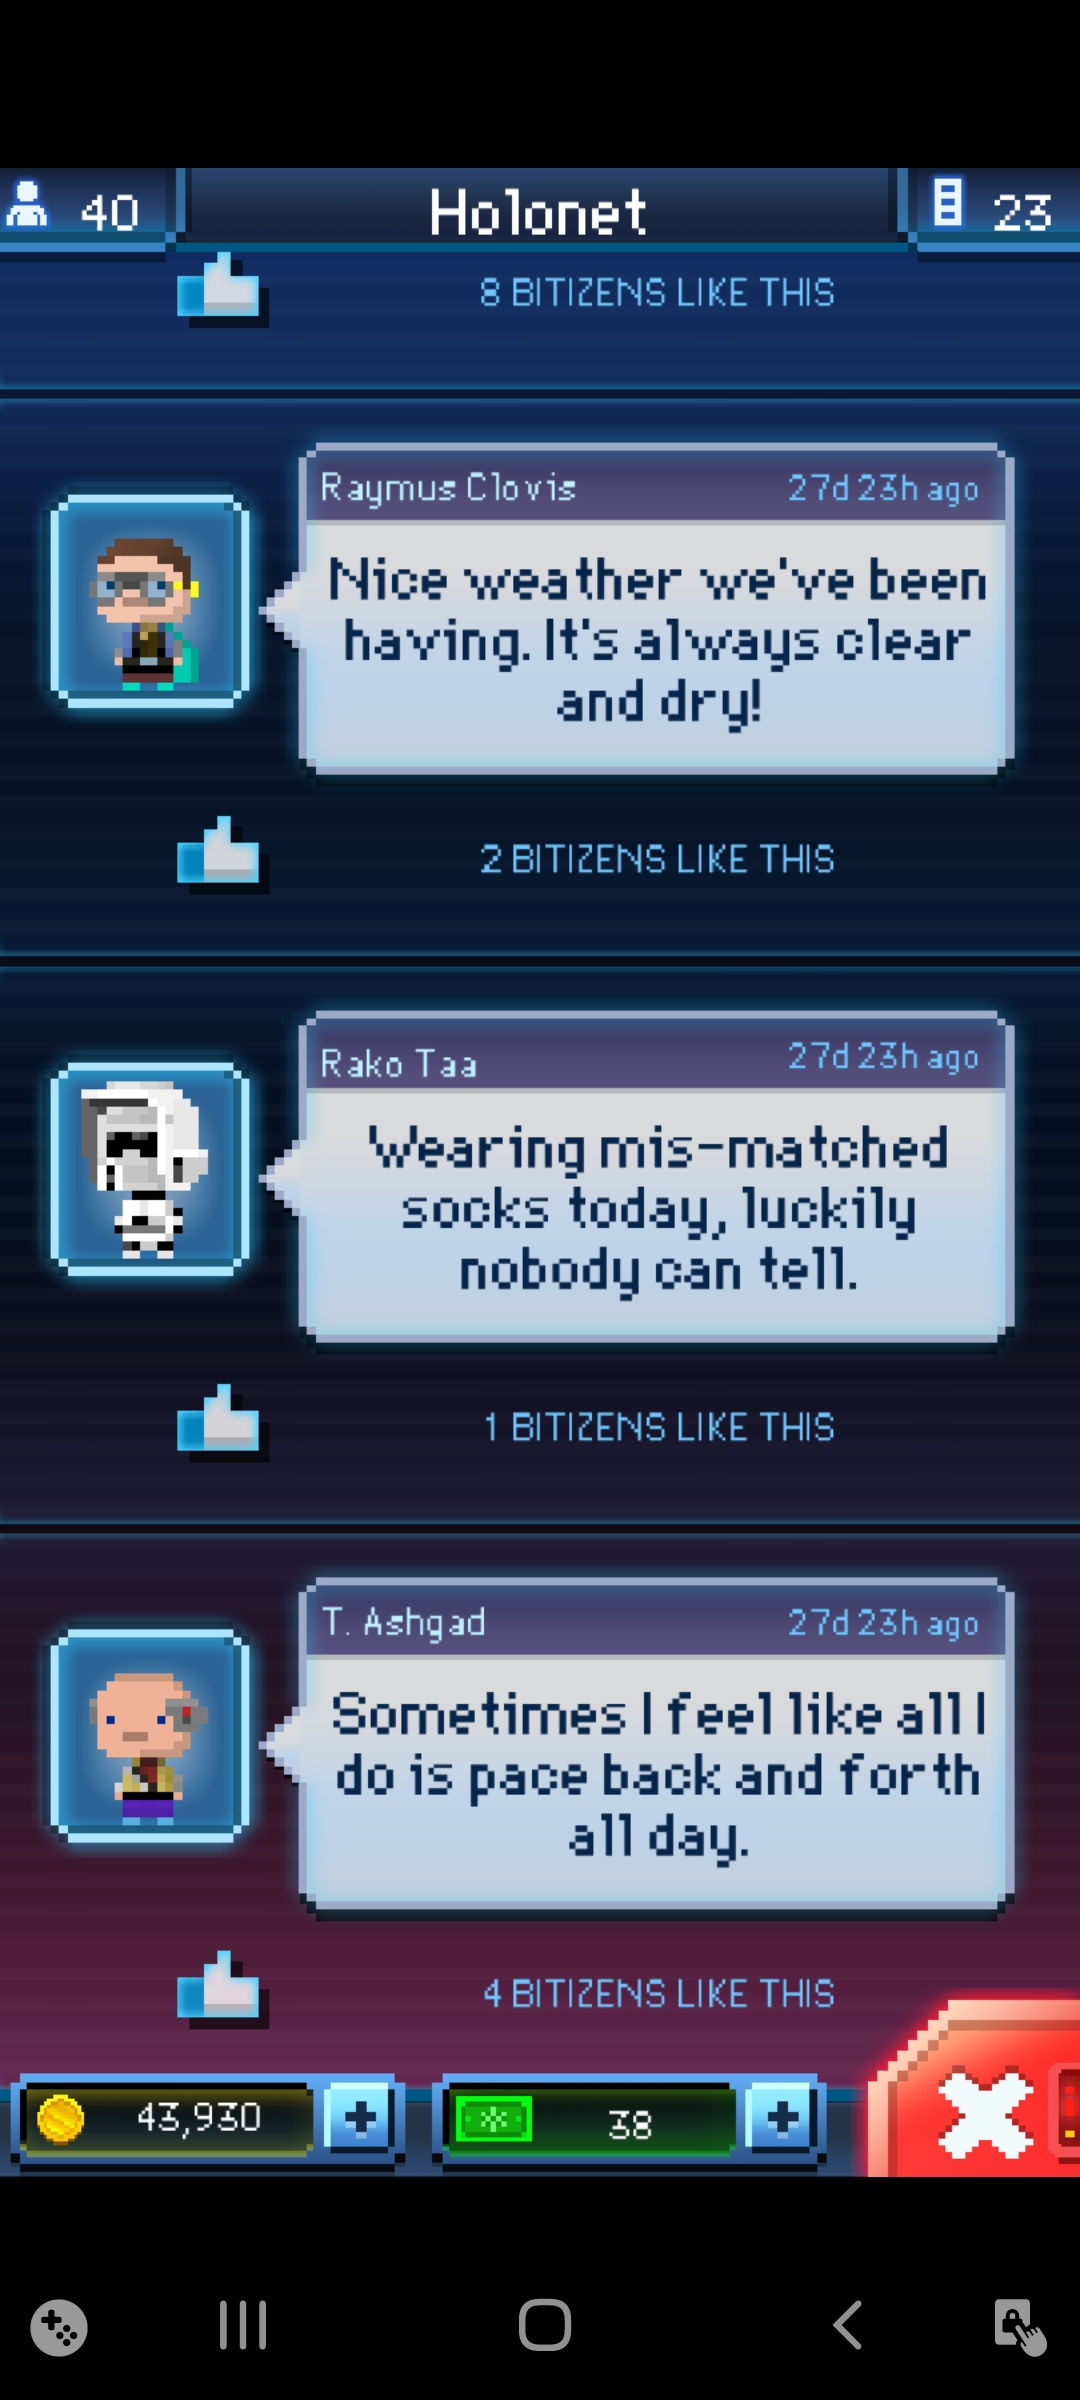 40
Holonet
23
8 BITIZENS LIKE THIS
Raymus Clovis
27d 23h ago
Nice weather we've been
having. It's always clear
and dry!
2 BITIZENS LIKE THIS
Rako Taa
27d 23h ago
Wearing mis-matched
socks today, luckily
nobody can tell.
1 BITIZENS LIKE THIS
T. Ashgad
27d 23h ago
Sometimes I feel like all I
do is pace back and forth
all day.
4 BITIZENS LIKE THIS
43,930
38